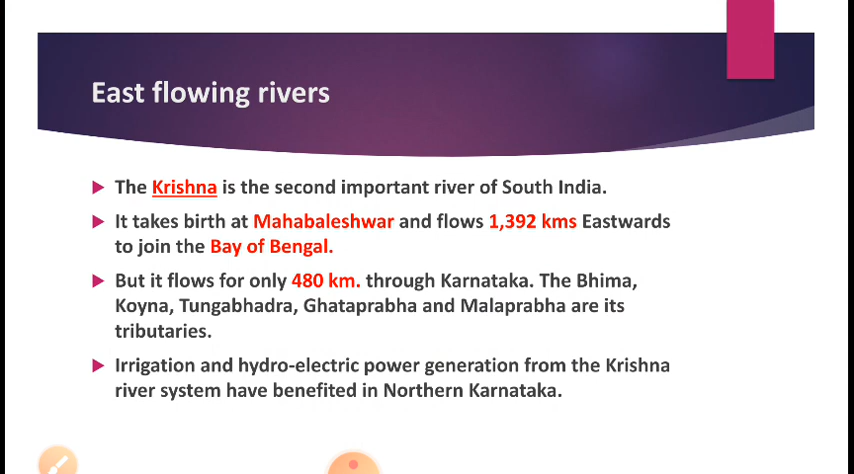 East flowing rivers
The Krishna is the second important river of South India.
It takes birth at Mahabaleshwar and flows 1,392 kms Eastwards
to join the Bay of Bengal.
But it flows for only 480 km. through Karnataka. The Bhima,
Koyna, Tungabhadra, Ghataprabha and Malaprabha are its
tributaries.
Irrigation and hydro-electric power generation from the Krishna
river system have benefited in Northern Karnataka.